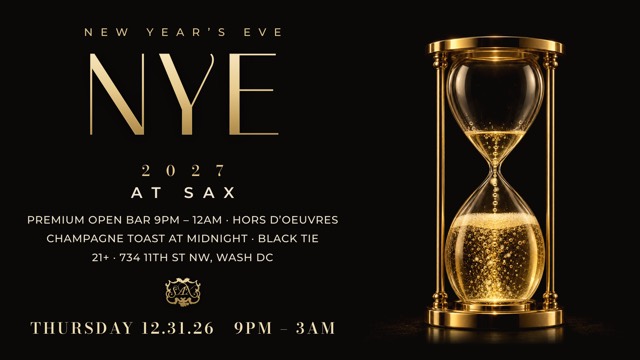 NEW YEAR'S EVE
NYE
2027
AT SAX
PREMIUM OPEN BAR 9PM – 12AM · HORS D'OEUVRES
CHAMPAGNE TOAST AT MIDNIGHT · BLACK TIE
21+ · 734 11TH ST NW, WASH DC
SAX
THURSDAY 12.31.26 9PM – 3AM